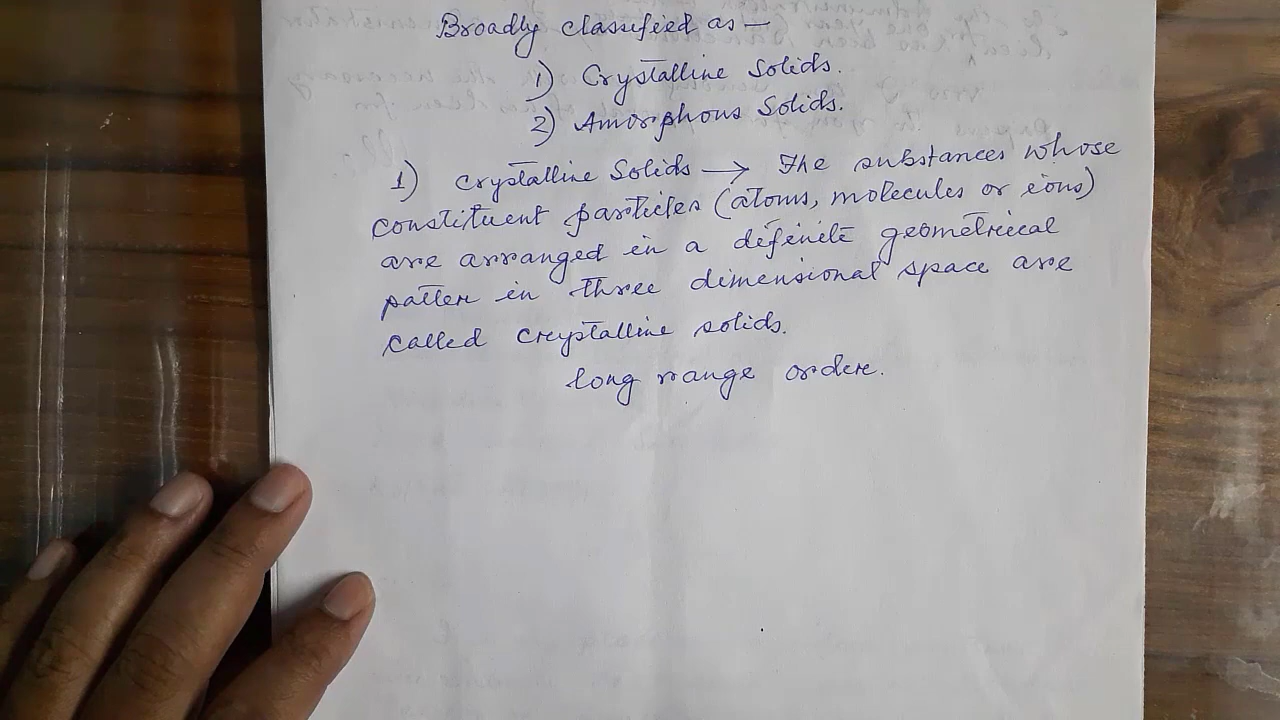 Broadly classified as —
1) Crystalline Solids.
2) Amorphous Solids.
1) Crystalline Solids → The substances whose
constituent particles (atoms, molecules or ions)
are arranged in a definite geometrical
pattern in three dimensional space are
called crystalline solids.
long range order.